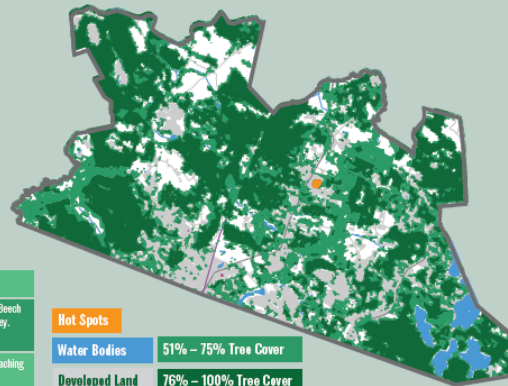 Beech
ey.
aching
Hot Spots
Water Bodies
51% – 75% Tree Cover
Developed Land
76% – 100% Tree Cover